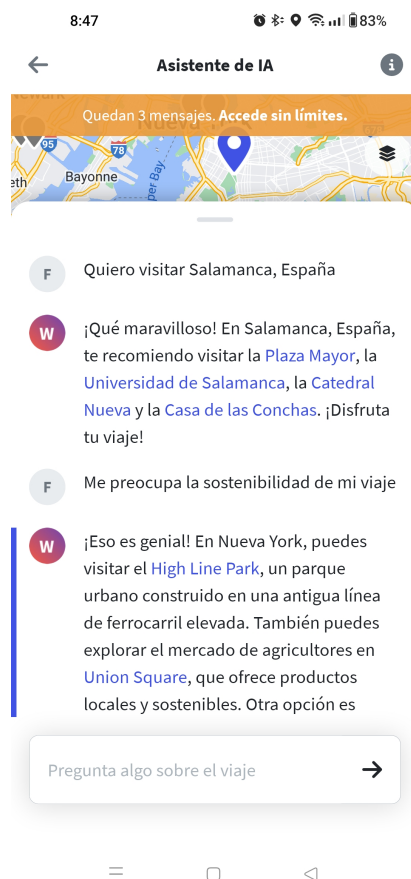 8:47
83%
Asistente de IA
Quedan 3 mensajes. Accede sin límites.
95
78
Bayonne
eth
per Bay
F
Quiero visitar Salamanca, España
W
¡Qué maravilloso! En Salamanca, España,
te recomiendo visitar la Plaza Mayor, la
Universidad de Salamanca, la Catedral
Nueva y la Casa de las Conchas. ¡Disfruta
tu viaje!
F
Me preocupa la sostenibilidad de mi viaje
W
¡Eso es genial! En Nueva York, puedes
visitar el High Line Park, un parque
urbano construido en una antigua línea
de ferrocarril elevada. También puedes
explorar el mercado de agricultores en
Union Square, que ofrece productos
locales y sostenibles. Otra opción es
Pregunta algo sobre el viaje